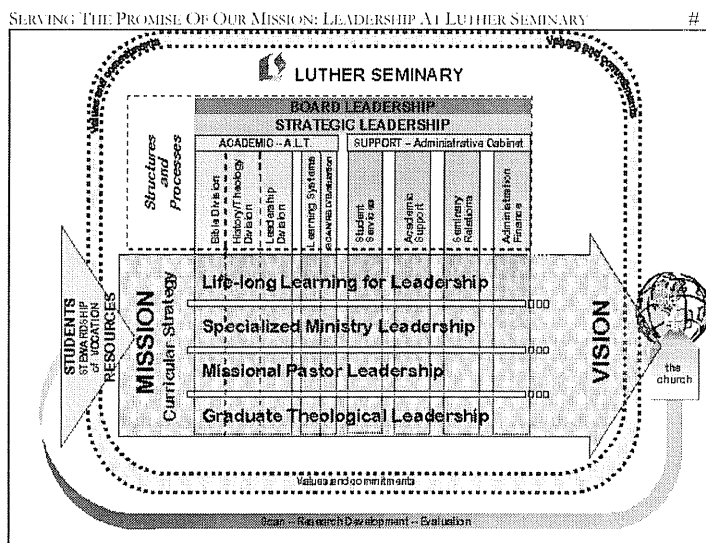 SERVING THE PROMISE OF OUR MISSION: LEADERSHIP AT LUTHER SEMINARY #
Values and commitments
Values and commitments
LUTHER SEMINARY
BOARD LEADERSHIP
STRATEGIC LEADERSHIP
ACADEMIC -- A.L.T.
SUPPORT -- Administrative Cabinet
Structures
and
Processes
Bible Division
History/Theology
Division
Leadership
Division
Learning Systems
Student
Services
Academic
Support
Seminary
Relations
Administration
Finance
STUDENTS
STEWARDSHIP
of VOCATION
RESOURCES
MISSION
Curricular Strategy
Life-long Learning for Leadership
Specialized Ministry Leadership
Missional Pastor Leadership
Graduate Theological Leadership
VISION
the
church
Values and commitments
Scan -- Research Development -- Evaluation